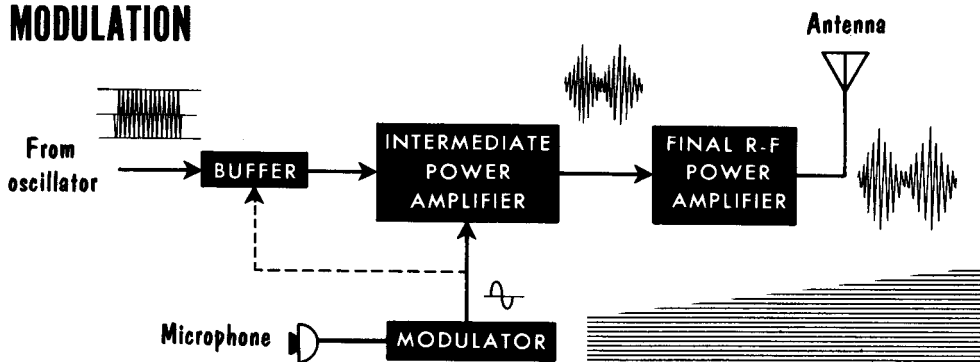 MODULATION
Antenna
From
oscillator
BUFFER
INTERMEDIATE
POWER
AMPLIFIER
FINAL R-F
POWER
AMPLIFIER
Microphone
MODULATOR